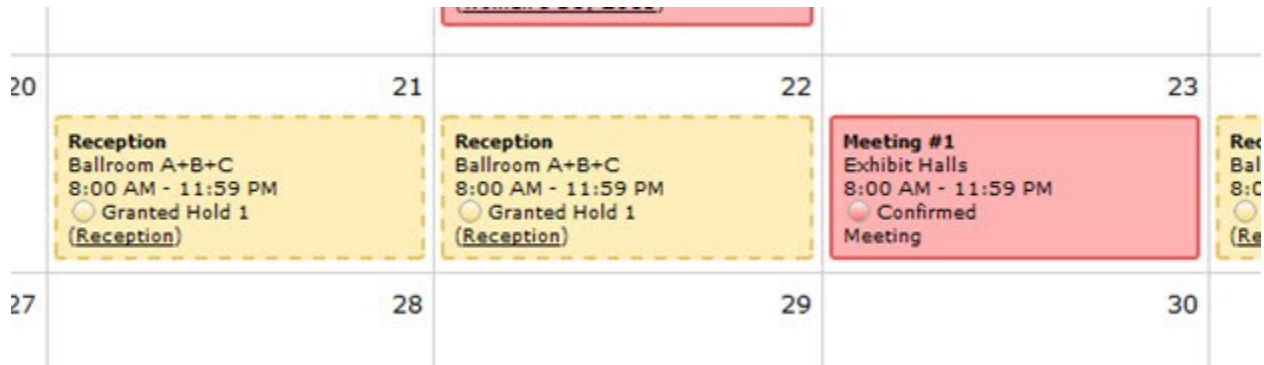 20
21
22
23
Reception
Ballroom A+B+C
8:00 AM - 11:59 PM
Granted Hold 1
(Reception)
Reception
Ballroom A+B+C
8:00 AM - 11:59 PM
Granted Hold 1
(Reception)
Meeting #1
Exhibit Halls
8:00 AM - 11:59 PM
Confirmed
Meeting
27
28
29
30